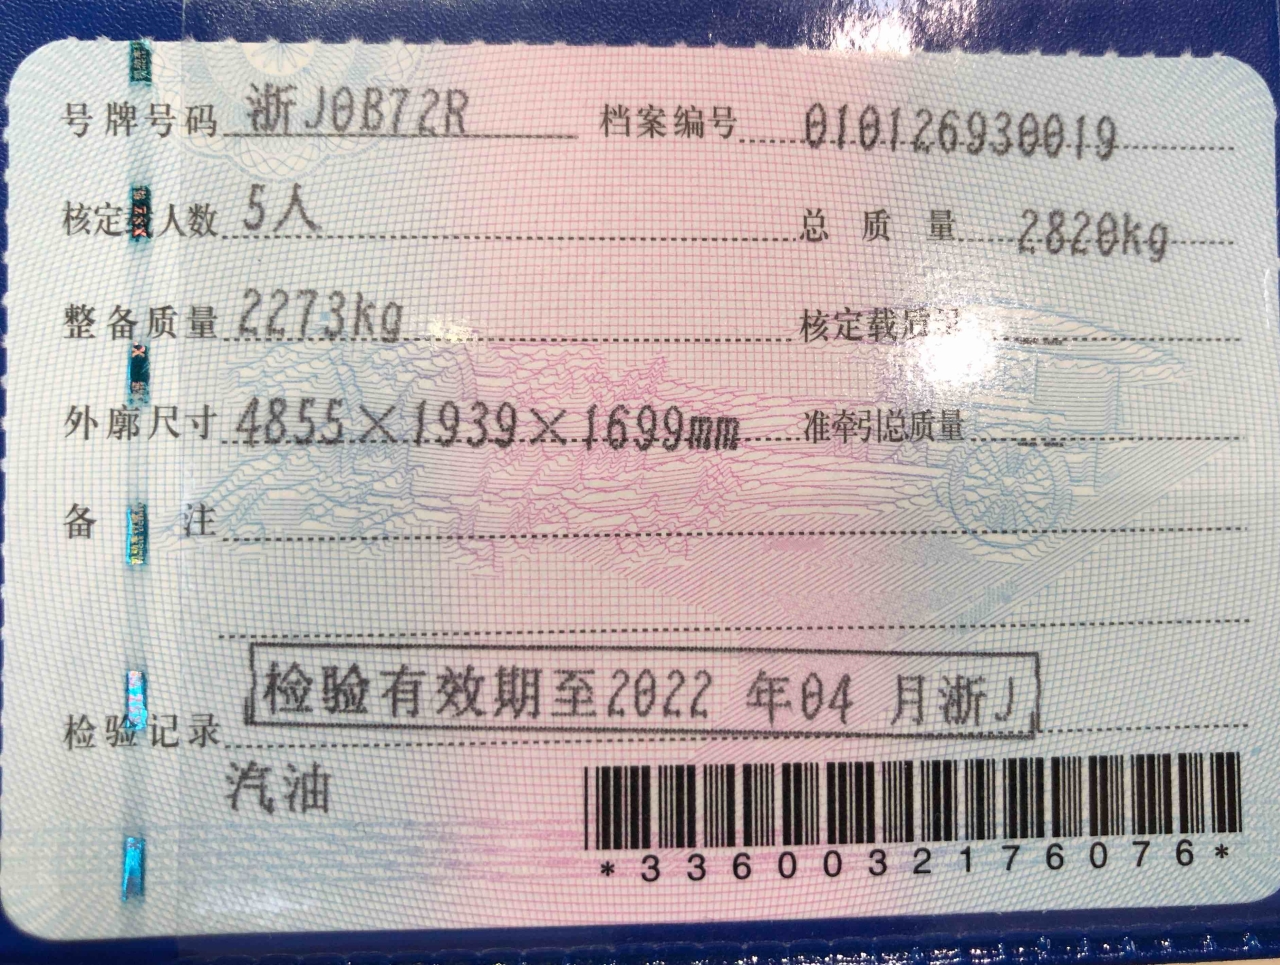 号牌号码 浙J0B72R 档案编号 010126930019
核定载人数 5人 总质量 2820kg
整备质量 2273kg 核定载质量 --
外廓尺寸 4855×1939×1699mm 准牵引总质量 --
备注
检验记录 检验有效期至2022年04月浙J
汽油
*3360032176076*